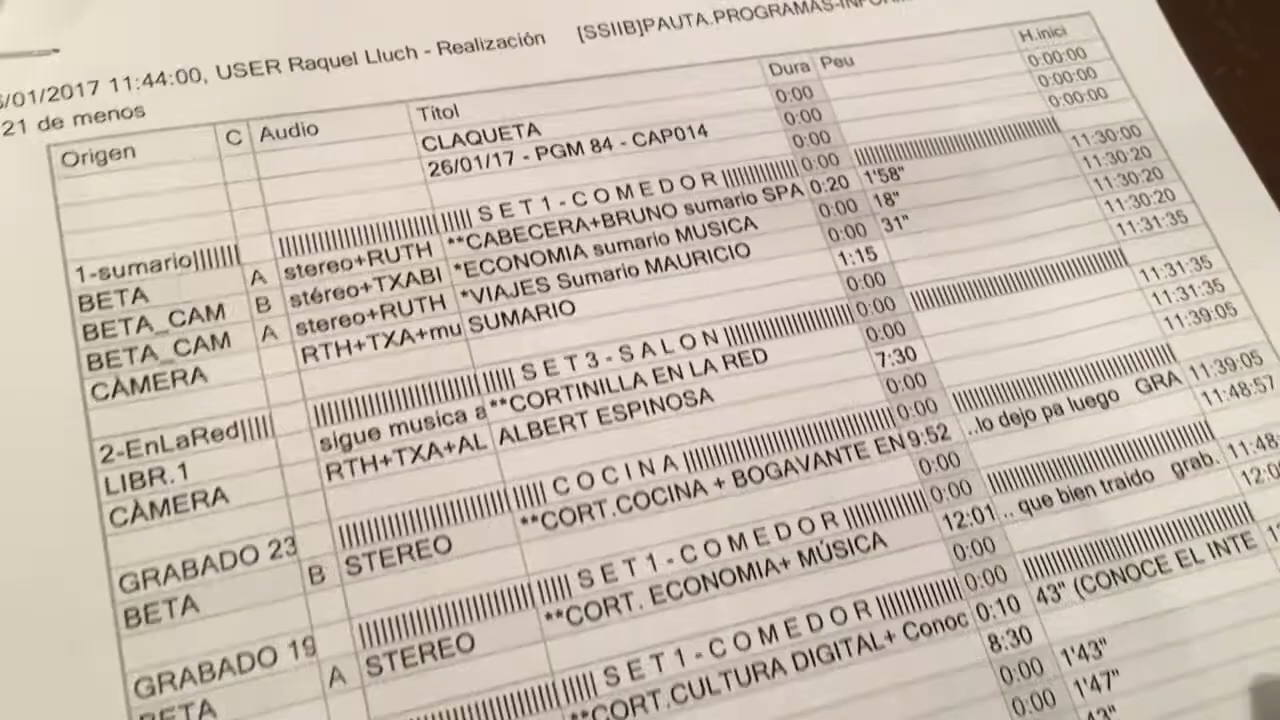 /01/2017 11:44:00, USER Raquel Lluch - Realización [SSIIB]PAUTA.PROGRAMAS-INFOR
21 de menos
Origen C Audio Títol Dura Peu H.inici
CLAQUETA 0:00 0:00:00
26/01/17 - PGM 84 - CAP014 0:00 0:00:00
0:00 0:00:00
1-sumario||||||| |||||||||||||||||||||||| ||||| S E T 1 - C O M E D O R ||||||||||||| 0:00 ||||||||||||||||||||||||||||||| 11:30:00
BETA A stereo+RUTH **CABECERA+BRUNO sumario SPA 0:20 1'58" 11:30:20
BETA_CAM B stéreo+TXABI *ECONOMIA sumario MUSICA 0:00 18" 11:30:20
BETA_CAM A stereo+RUTH *VIAJES Sumario MAURICIO 0:00 31" 11:30:20
CÀMERA RTH+TXA+mu SUMARIO 1:15 11:31:35
0:00
2-EnLaRed||||| |||||||||||||||||||||||| ||||| S E T 3 - S A L O N ||||||||||||||||||| 0:00 ||||||||||||||||||||||||||||||| 11:31:35
LIBR.1 sigue musica a **CORTINILLA EN LA RED 0:00 11:31:35
CÀMERA RTH+TXA+AL ALBERT ESPINOSA 7:30 11:39:05
0:00
GRABADO 23 |||||||||||||||||||||||| ||||| C O C I N A ||||||||||||||||||||||||||| 0:00 ||||||||||||||||||||||||||||||| 11:39:05
BETA B STEREO **CORT.COCINA + BOGAVANTE EN 9:52 ..lo dejo pa luego GRA 11:48:57
0:00
GRABADO 19 |||||||||||||||||||||||| ||||| S E T 1 - C O M E D O R ||||||||||||| 0:00 ||||||||||||||||||||||||||||||| 11:48
BETA A STEREO **CORT. ECONOMIA+ MÚSICA 12:01 .. que bien traido grab.
0:00
||||| S E T 1 - C O M E D O R ||||||||||||| 0:00 |||||||||||||||||||||||||||||||
**CORT.CULTURA DIGITAL+ Conoc 0:10 43" (CONOCE EL INTE
8:30
0:00 1'43"
0:00 1'47"
43"